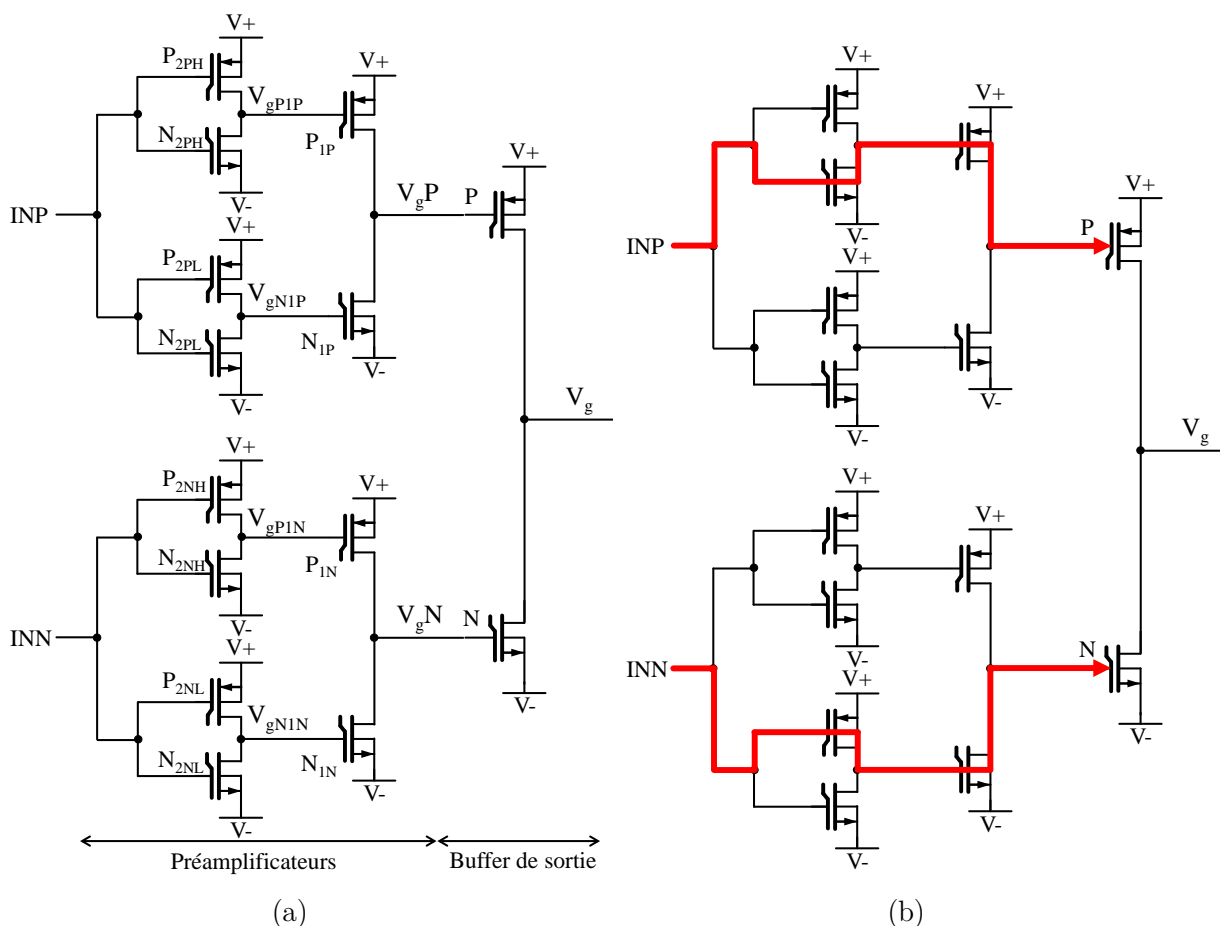 V+
P2PH
VgP1P
N2PH
V-
V+
P1P
INP
V+
P2PL
VgN1P
N2PL
V-
N1P
V-
VgP
P
V+
Vg
V+
P2NH
VgP1N
N2NH
V-
V+
P1N
INN
V+
P2NL
VgN1N
N2NL
V-
N1N
V-
VgN
N
V-
Préamplificateurs
Buffer de sortie
(a)
V+
V-
V+
INP
V+
V-
V-
P
V+
Vg
V+
V-
V+
INN
V+
V-
V-
N
V-
(b)